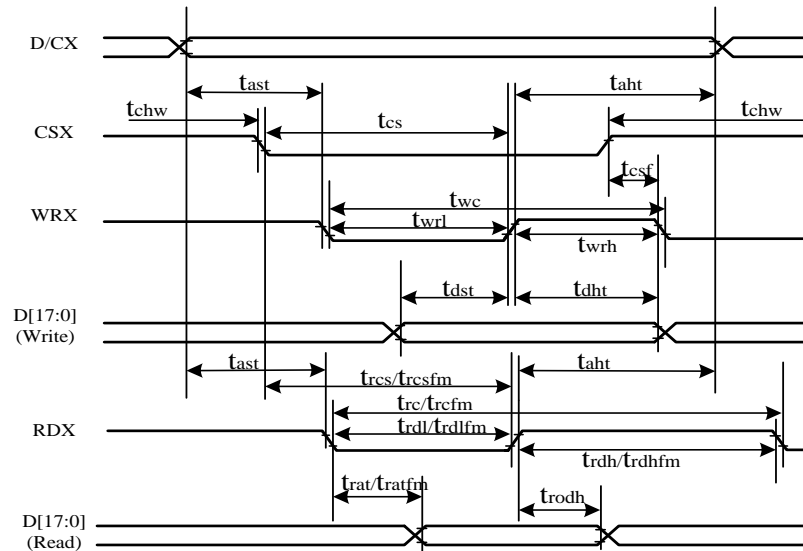 D/CX
tast
taht
tchw
tcs
tchw
CSX
tcsf
twc
WRX
twrl
twrh
tdst
tdht
D[17:0]
(Write)
tast
trcs/trcsfm
taht
trc/trcfm
RDX
trdl/trdlfm
trdh/trdhfm
trat/tratfm
trodh
D[17:0]
(Read)